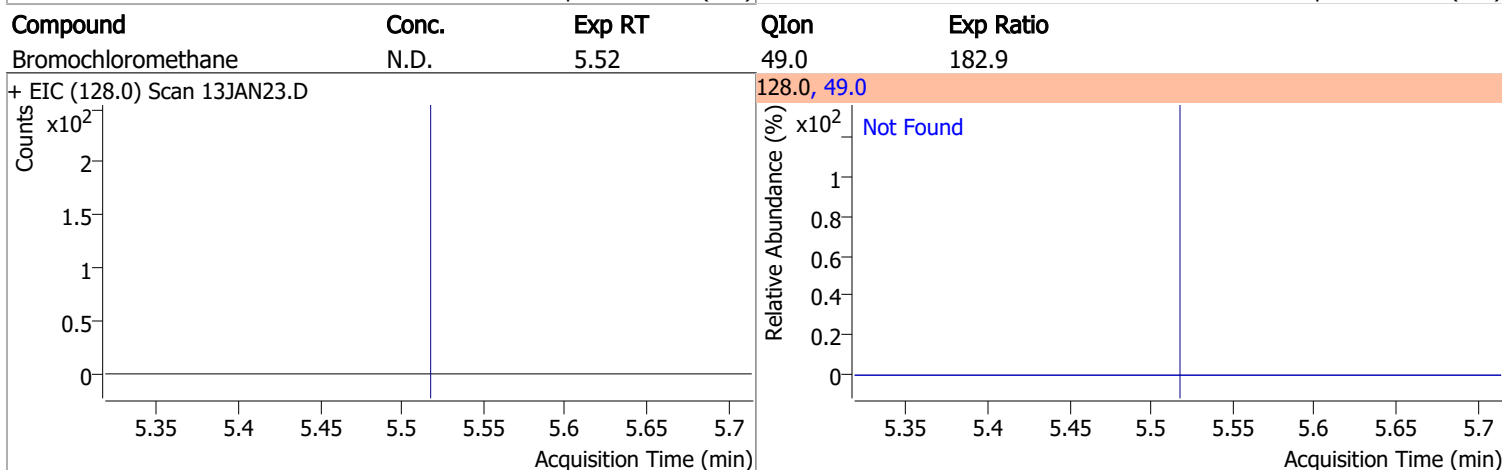 Compound Conc. Exp RT QIon Exp Ratio
Bromochloromethane N.D. 5.52 49.0 182.9
+ EIC (128.0) Scan 13JAN23.D
Counts
x10²
2
1.5
1
0.5
0
5.35 5.4 5.45 5.5 5.55 5.6 5.65 5.7
Acquisition Time (min)
128.0, 49.0
Relative Abundance (%)
x10²
Not Found
1
0.8
0.6
0.4
0.2
0
5.35 5.4 5.45 5.5 5.55 5.6 5.65 5.7
Acquisition Time (min)